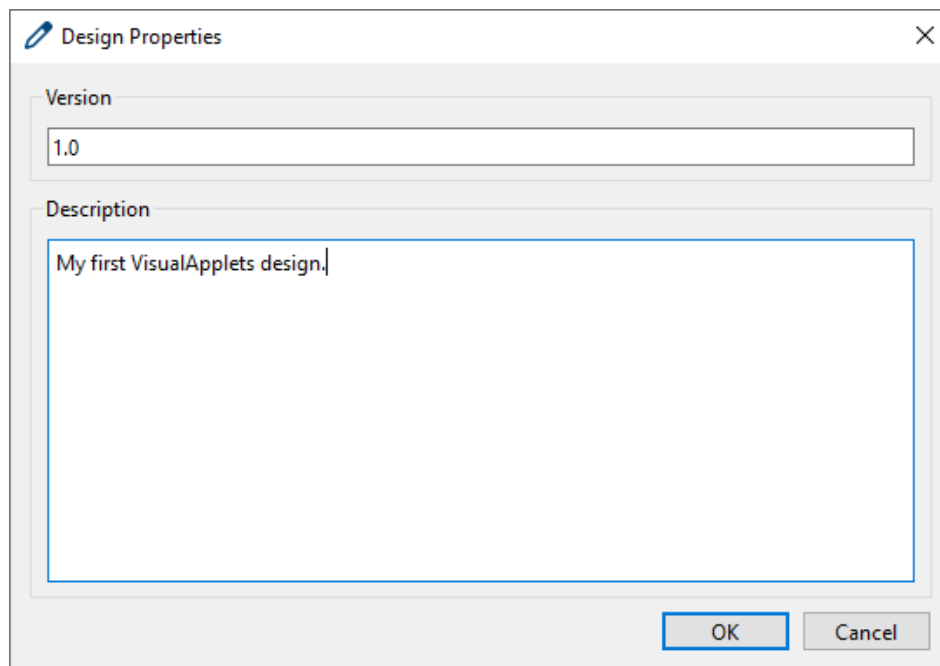 Design Properties
Version
1.0
Description
My first VisualApplets design.
OK
Cancel